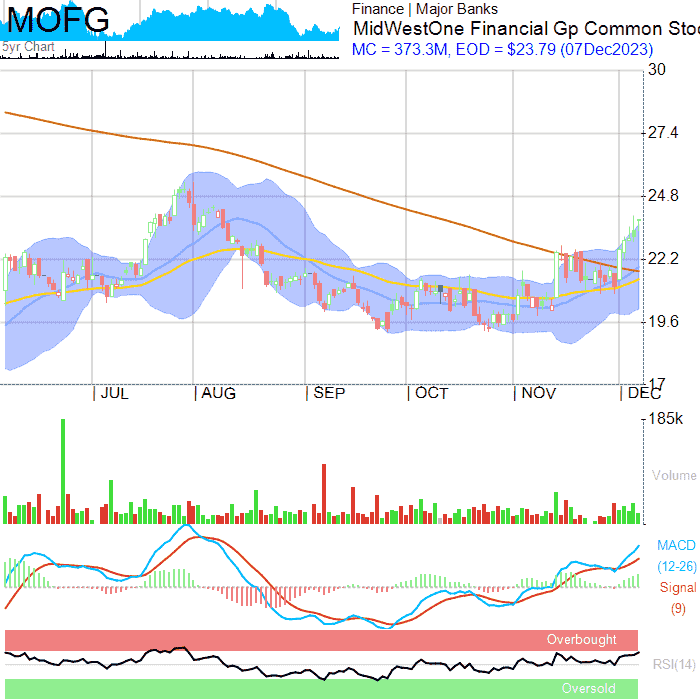 MOFG
5yr Chart
Finance | Major Banks
MidWestOne Financial Gp Common Stoc
MC = 373.3M, EOD = $23.79 (07Dec2023)
30
27.4
24.8
22.2
19.6
17
JUL AUG SEP OCT NOV DEC
185k
Volume
MACD
(12-26)
Signal
(9)
Overbought
RSI(14)
Oversold